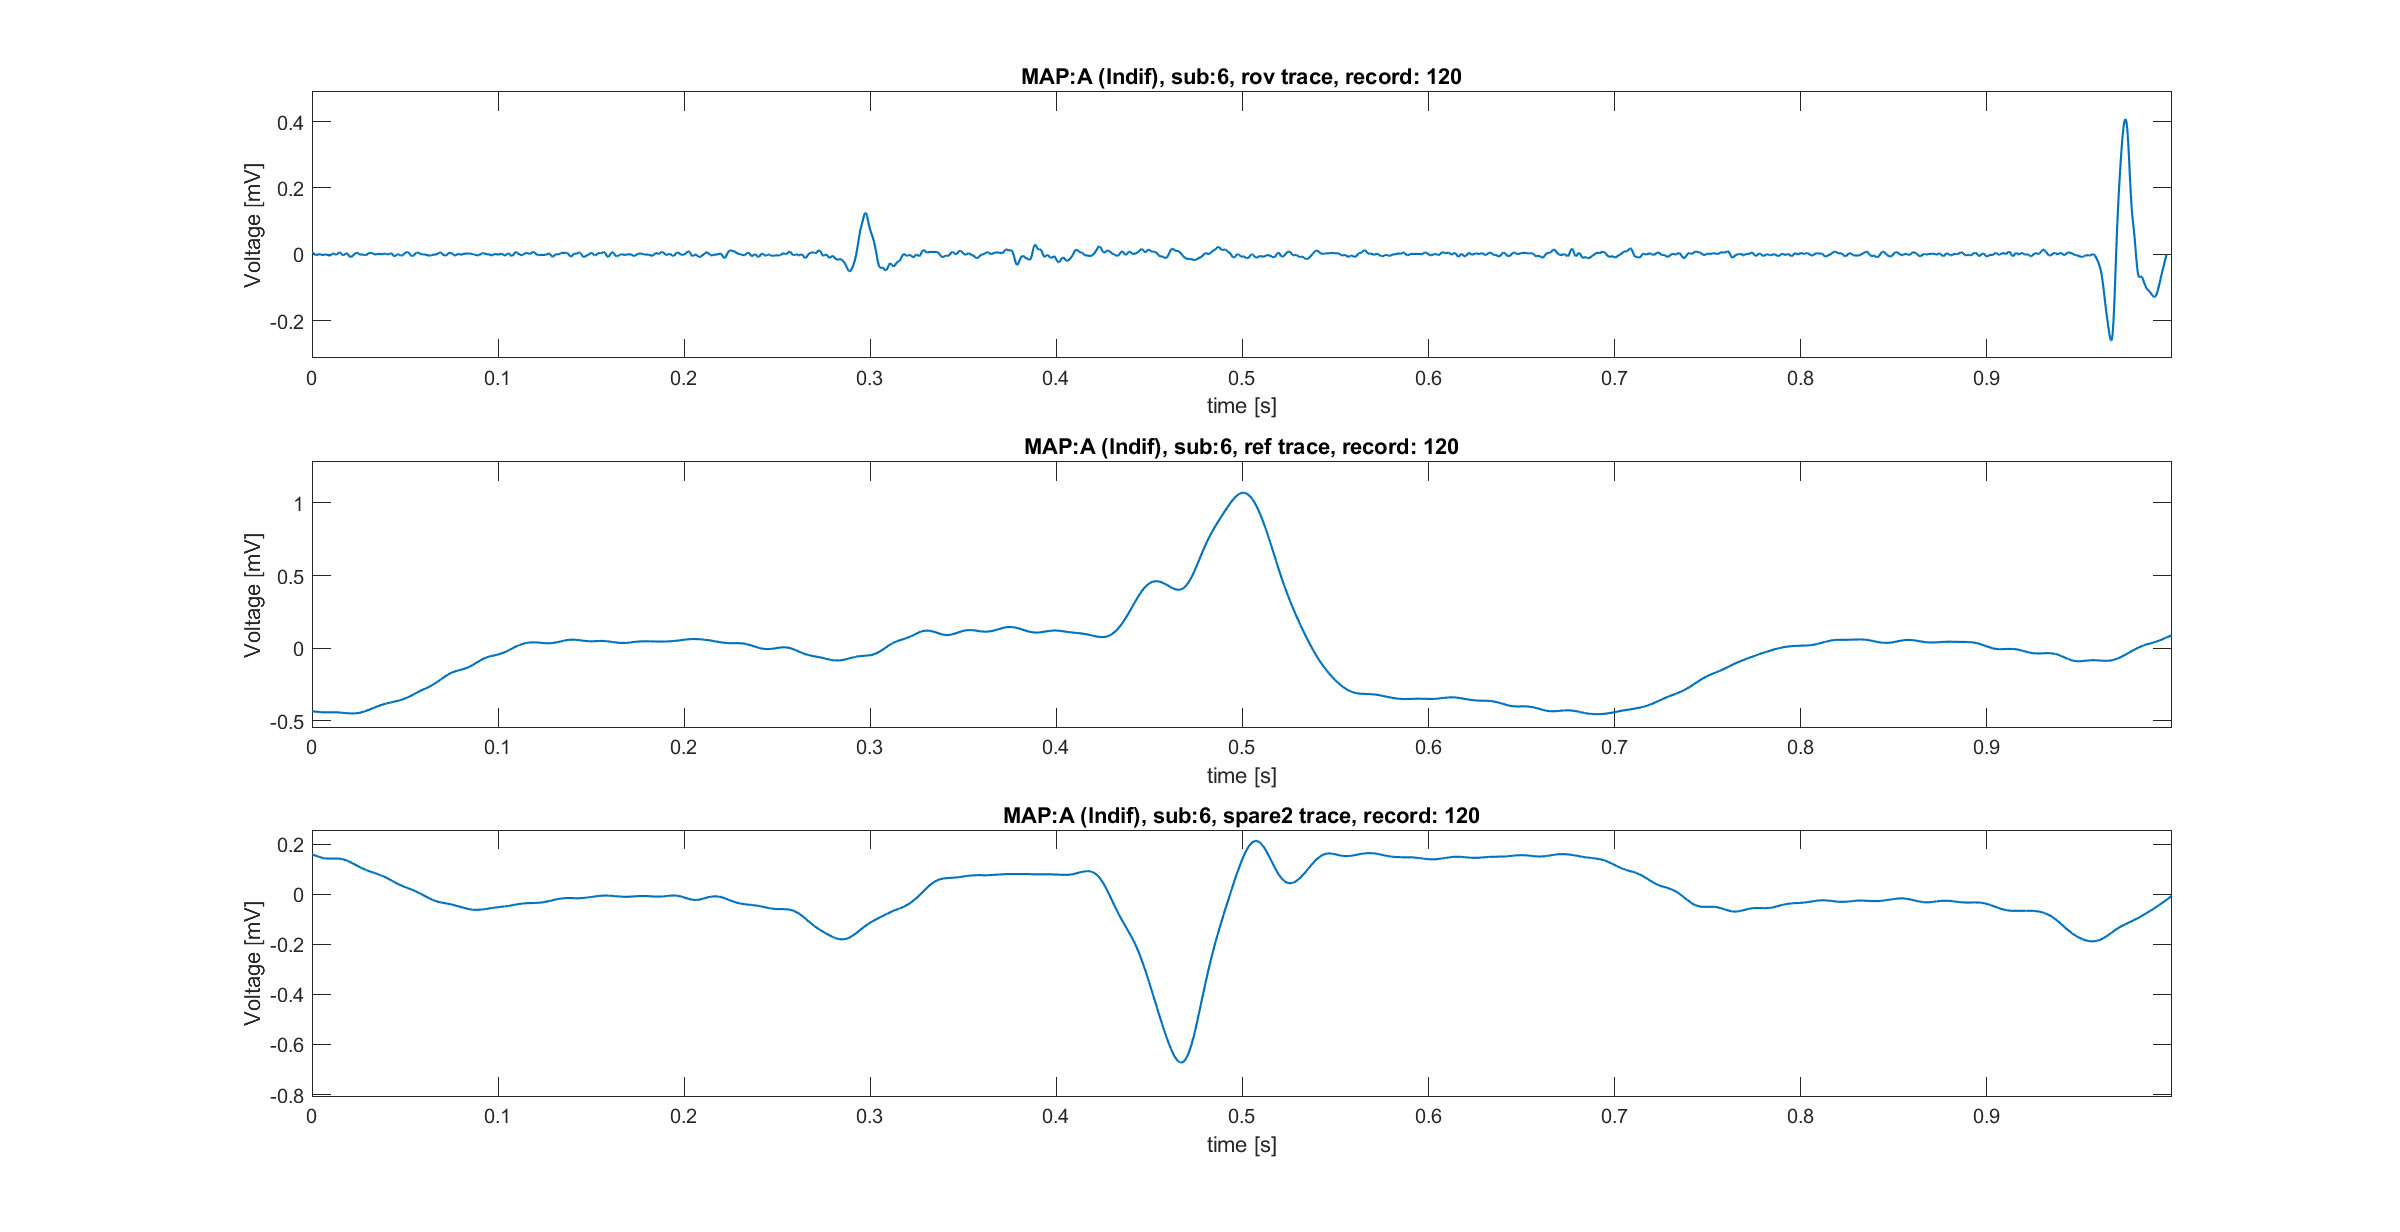 MAP:A (Indif), sub:6, rov trace, record: 120
Voltage [mV]
0.4
0.2
0
-0.2
0 0.1 0.2 0.3 0.4 0.5 0.6 0.7 0.8 0.9
time [s]
MAP:A (Indif), sub:6, ref trace, record: 120
Voltage [mV]
1
0.5
0
-0.5
0 0.1 0.2 0.3 0.4 0.5 0.6 0.7 0.8 0.9
time [s]
MAP:A (Indif), sub:6, spare2 trace, record: 120
Voltage [mV]
0.2
0
-0.2
-0.4
-0.6
-0.8
0 0.1 0.2 0.3 0.4 0.5 0.6 0.7 0.8 0.9
time [s]